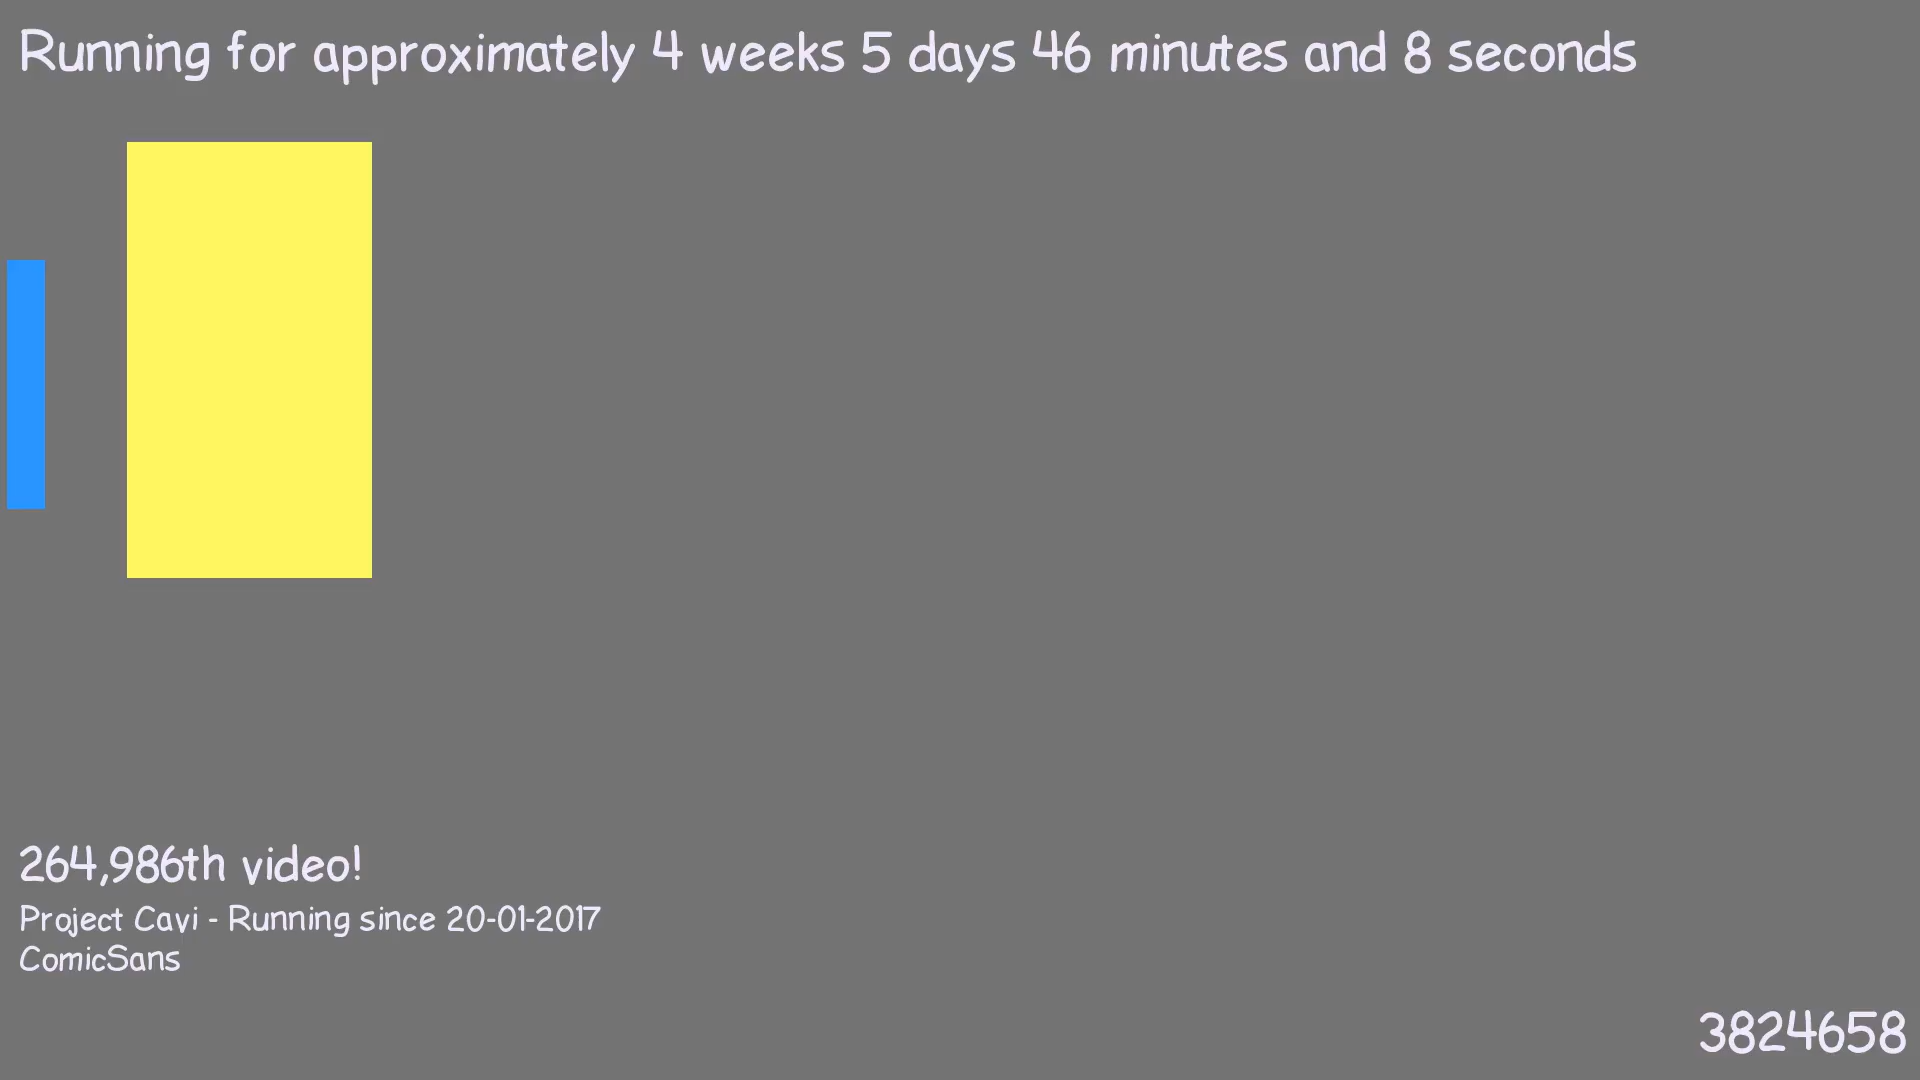 Running for approximately 4 weeks 5 days 46 minutes and 8 seconds
264,986th video!
Project Cavi - Running since 20-01-2017
ComicSans
3824658